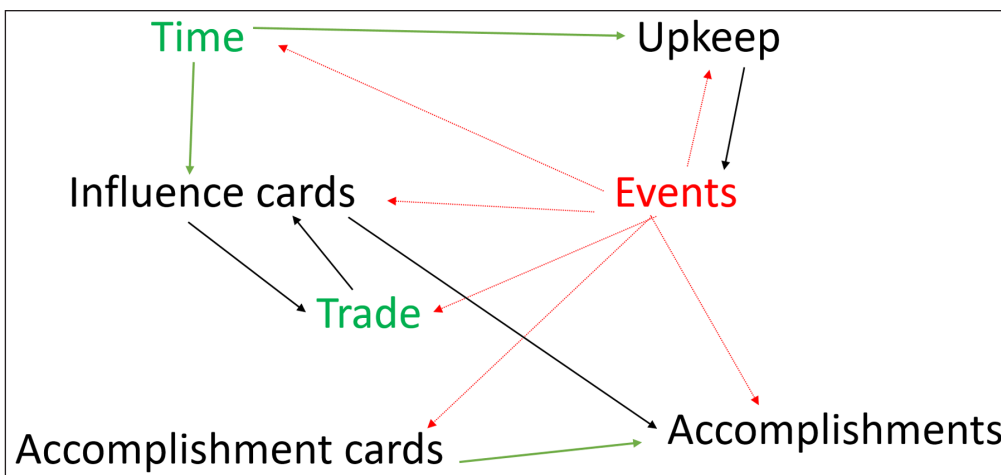 Time
Upkeep
Influence cards
Events
Trade
Accomplishment cards
Accomplishments